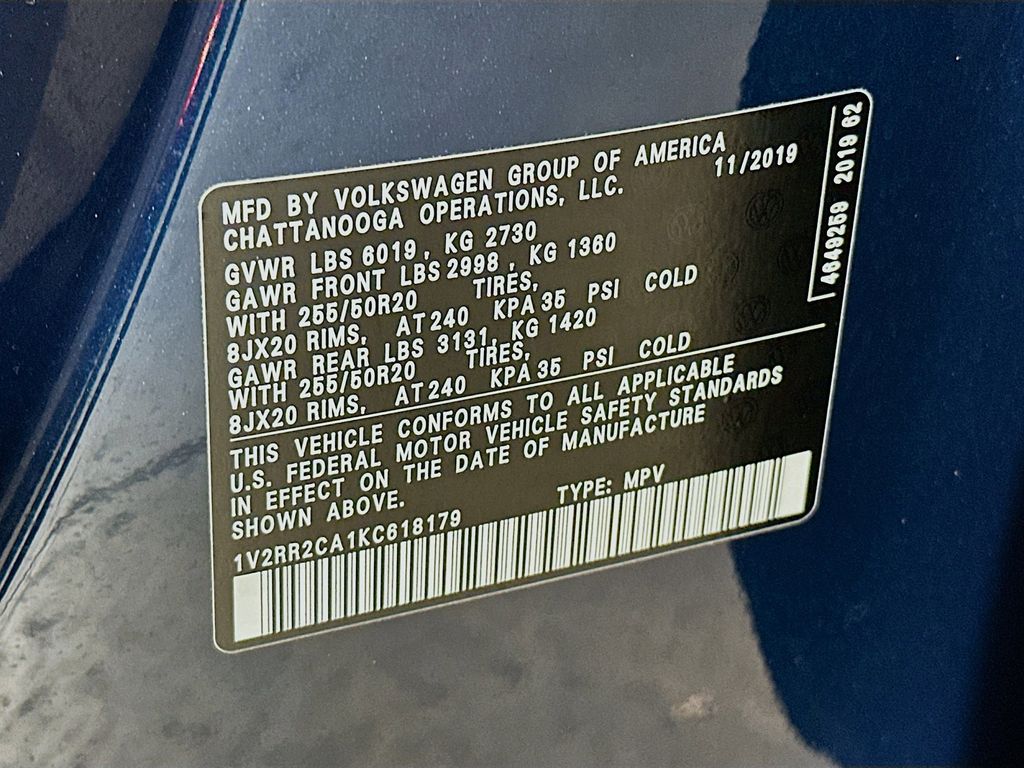 MFD BY VOLKSWAGEN GROUP OF AMERICA
CHATTANOOGA OPERATIONS, LLC. 11/2019
GVWR LBS 6019, KG 2730
GAWR FRONT LBS 2998, KG 1360
WITH 255/50R20 TIRES,
8JX20 RIMS, AT 240 KPA 35 PSI COLD
GAWR REAR LBS 3131, KG 1420
WITH 255/50R20 TIRES,
8JX20 RIMS, AT 240 KPA 35 PSI COLD
THIS VEHICLE CONFORMS TO ALL APPLICABLE
U.S. FEDERAL MOTOR VEHICLE SAFETY STANDARDS
IN EFFECT ON THE DATE OF MANUFACTURE
SHOWN ABOVE.
1V2RR2CA1KC618179 TYPE: MPV
4649259 2019 62